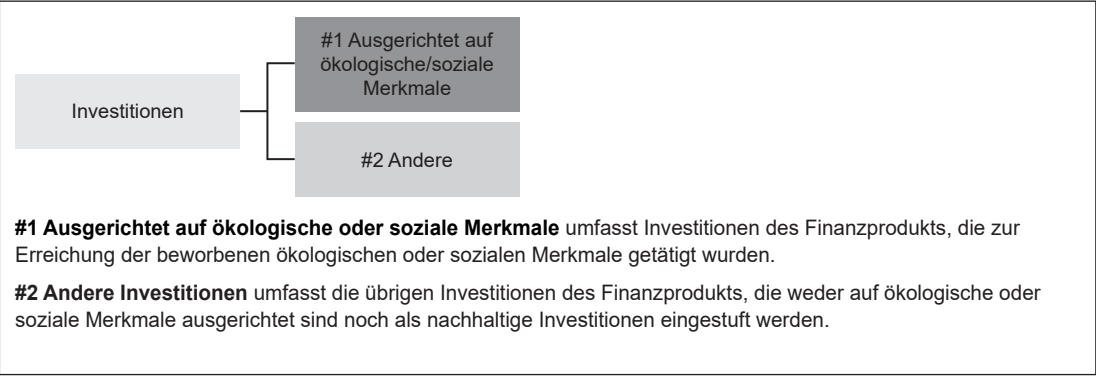 #1 Ausgerichtet auf
ökologische/soziale
Merkmale
Investitionen
#2 Andere
#1 Ausgerichtet auf ökologische oder soziale Merkmale umfasst Investitionen des Finanzprodukts, die zur
Erreichung der beworbenen ökologischen oder sozialen Merkmale getätigt wurden.
#2 Andere Investitionen umfasst die übrigen Investitionen des Finanzprodukts, die weder auf ökologische oder
soziale Merkmale ausgerichtet sind noch als nachhaltige Investitionen eingestuft werden.